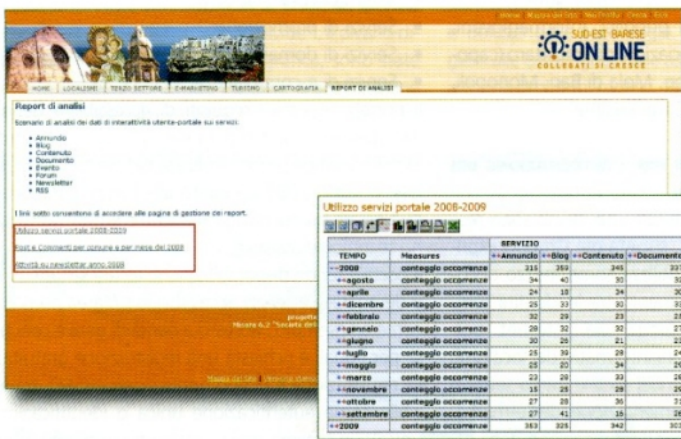 SUD-EST BARESE
ON LINE
COLLEGATI SI CRESCE
HOME LOCALISMI TERZO SETTORE E-MARKETING TURISMO CARTOGRAFIA REPORT DI ANALISI
Report di analisi
Scenario di analisi dei dati di interattività utente-portale sui servizi:
Annuncio
Blog
Contenuto
Documento
Evento
Forum
Newsletter
RSS
I link sotto consentono di accedere alle pagine di gestione dei report.
Utilizzo servizi portale 2008-2009
Post e Commenti per comune e per mese del 2008
Attività su newsletter anno 2008
Utilizzo servizi portale 2008-2009
SERVIZIO
TEMPO Measures Annuncio Blog Contenuto Documento
2008 conteggio occorrenze 315 359 345
agosto conteggio occorrenze 34 40 30
aprile conteggio occorrenze 24 18 34
dicembre conteggio occorrenze 25 33 30
febbraio conteggio occorrenze 32 29 23
gennaio conteggio occorrenze 28 32 32
giugno conteggio occorrenze 30 26 21
luglio conteggio occorrenze 25 39 28
maggio conteggio occorrenze 25 20 34
marzo conteggio occorrenze 23 28 33
novembre conteggio occorrenze 15 25 28
ottobre conteggio occorrenze 27 28 36
settembre conteggio occorrenze 27 41 16
2009 conteggio occorrenze 353 325 342